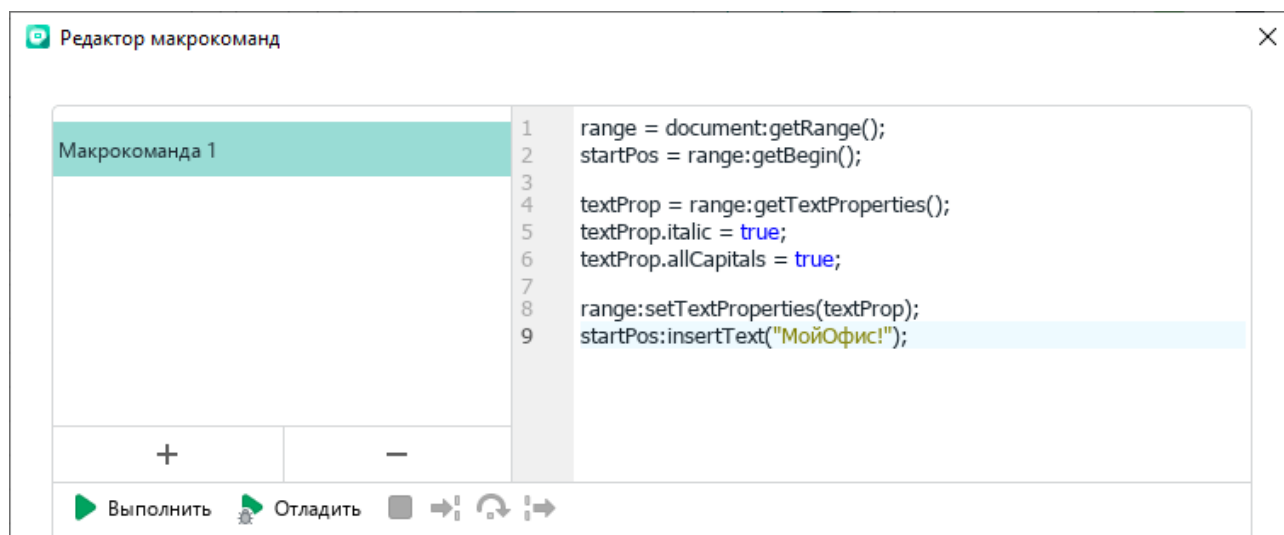 Редактор макрокоманд
Макрокоманда 1
1 range = document:getRange();
2 startPos = range:getBegin();
3
4 textProp = range:getTextProperties();
5 textProp.italic = true;
6 textProp.allCapitals = true;
7
8 range:setTextProperties(textProp);
9 startPos:insertText("МойОфис!");
+ −
Выполнить Отладить